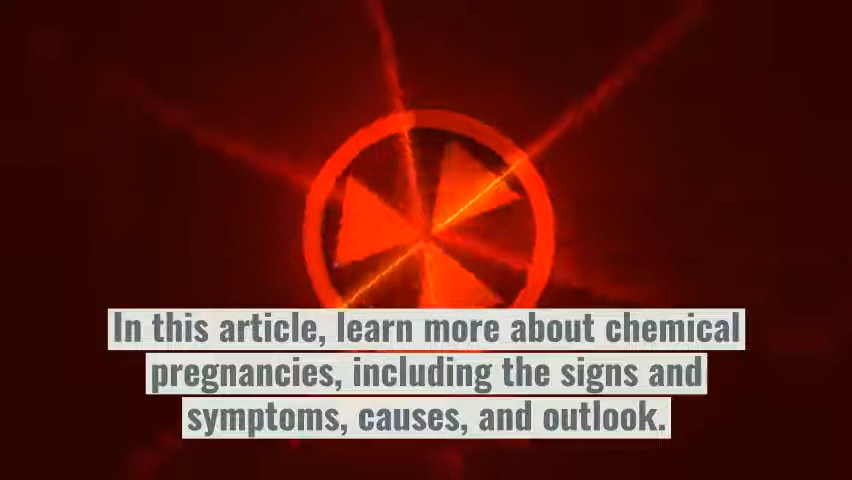 In this article, learn more about chemical
pregnancies, including the signs and
symptoms, causes, and outlook.